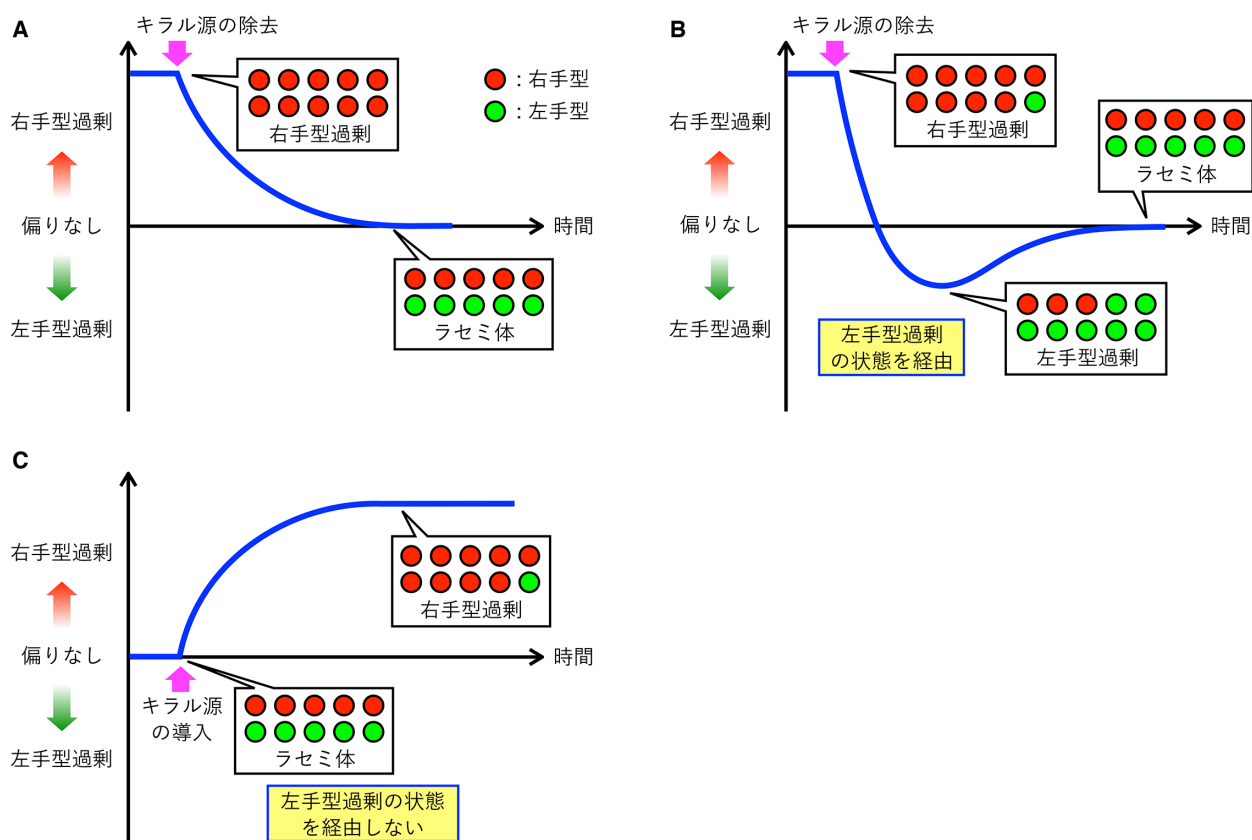 A
キラル源の除去
右手型過剰
偏りなし
左手型過剰
右手型過剰
：右手型
：左手型
時間
ラセミ体
B
キラル源の除去
右手型過剰
偏りなし
左手型過剰
右手型過剰
ラセミ体
時間
左手型過剰
の状態を経由
左手型過剰
C
右手型過剰
偏りなし
左手型過剰
右手型過剰
時間
キラル源
の導入
ラセミ体
左手型過剰の状態
を経由しない